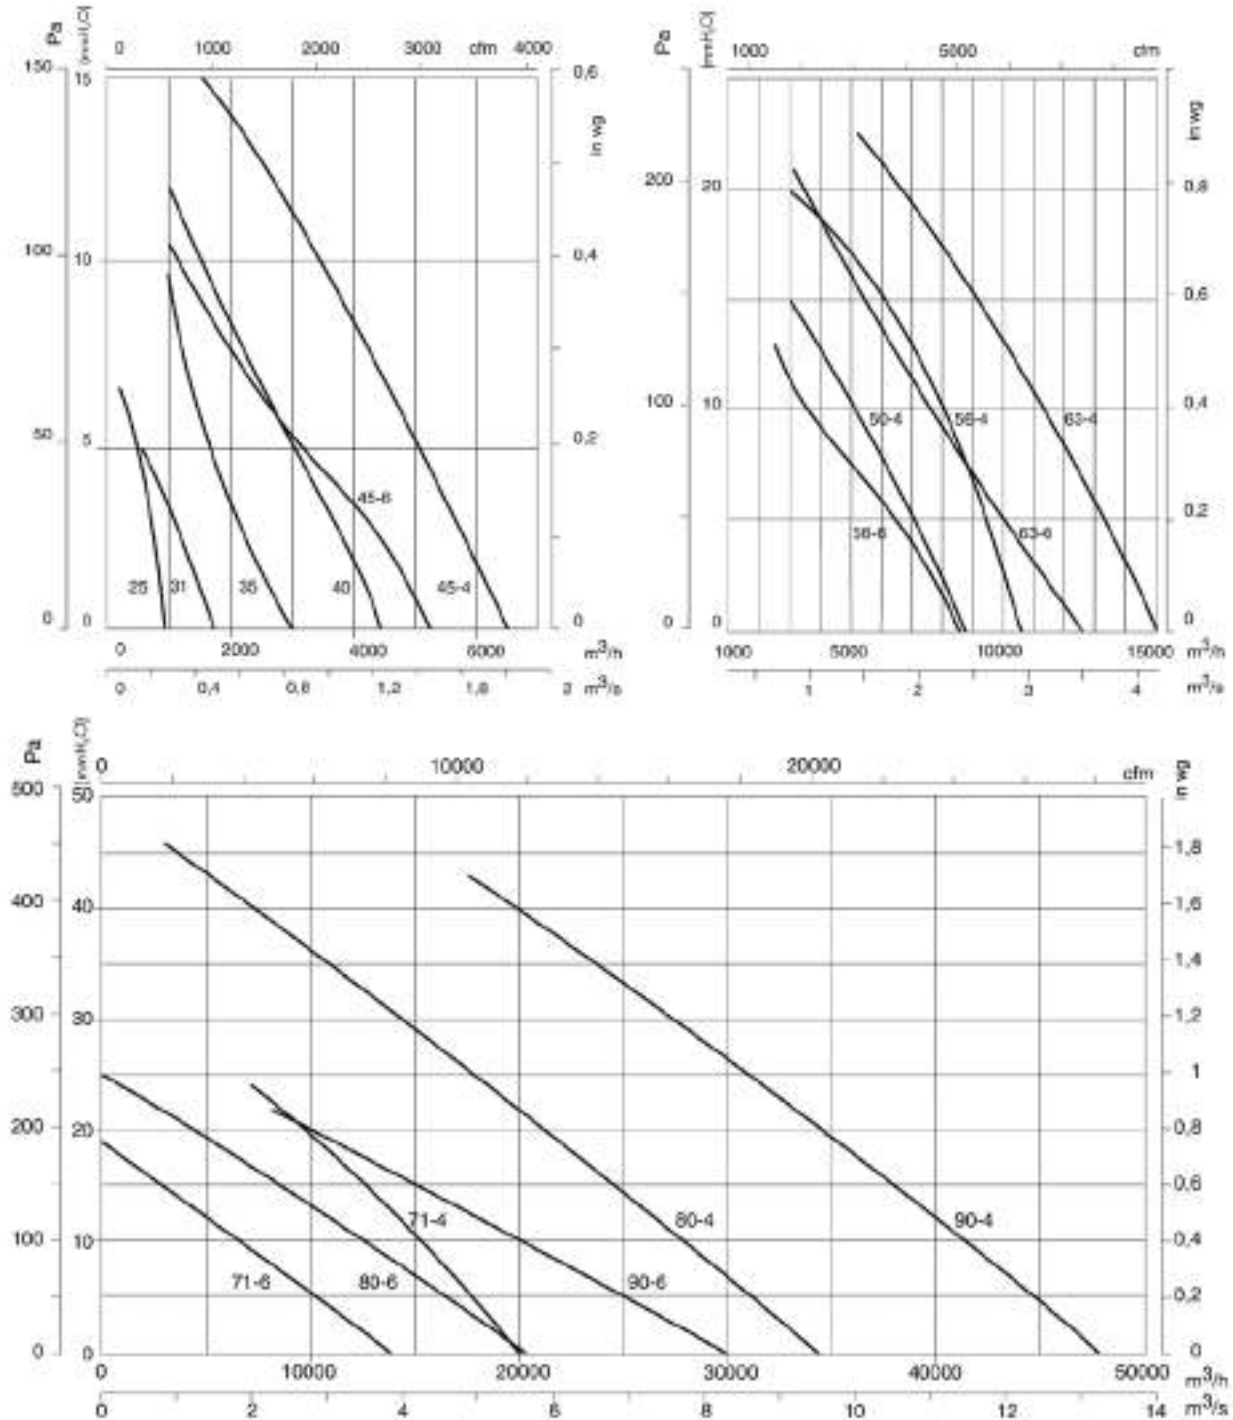 Pa
[mmH2O]
0 1000 2000 3000 cfm 4000
150 15 0,6
in wg
100 10 0,4
50 5 0,2
45-6
25 31 35 40 45-4
0 0 0
0 2000 4000 6000 m³/h
0 0,4 0,8 1,2 1,6 2 m³/s
Pa
[mmH2O]
1000 5000 cfm
in wg
200 20 0,8
0,6
100 10 0,4
50-4 56-4 63-4
0,2
56-6 63-6
0 0 0
1000 5000 10000 15000 m³/h
1 2 3 4 m³/s
Pa
[mmH2O]
0 10000 20000 cfm
in wg
500 50
1,8
400 40 1,6
1,4
300 30 1,2
1
200 20 0,8
0,6
71-4 80-4 90-4
100 10 0,4
71-6 80-6 90-6
0,2
0 0 0
0 10000 20000 30000 40000 50000 m³/h
0 2 4 6 8 10 12 14 m³/s